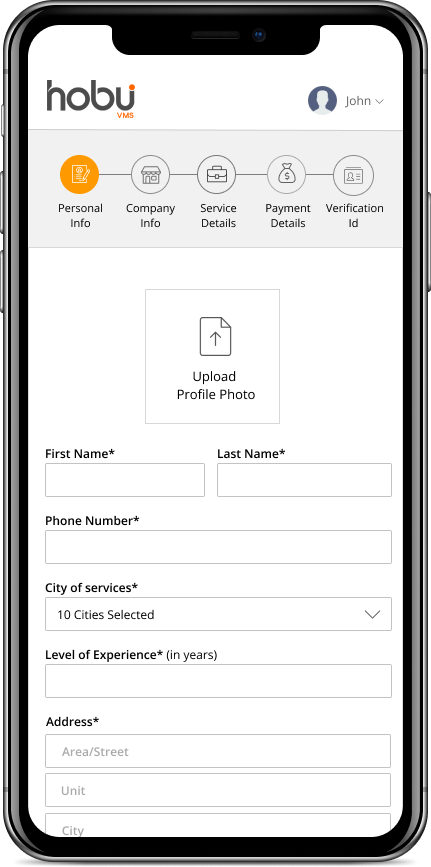 hobu
VMS
John
Personal Info
Company Info
Service Details
Payment Details
Verification Id
Upload
Profile Photo
First Name*
Last Name*
Phone Number*
City of services*
10 Cities Selected
Level of Experience* (in years)
Address*
Area/Street
Unit
City